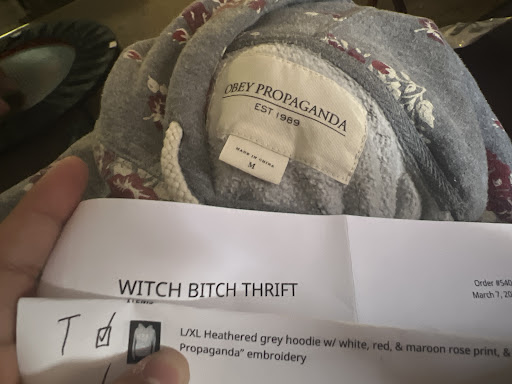 OBEY PROPAGANDA
EST 1989
MADE IN CHINA
M
WITCH BITCH THRIFT
Order #540
March 7, 20
T
L/XL Heathered grey hoodie w/ white, red, & maroon rose print, &
Propaganda" embroidery